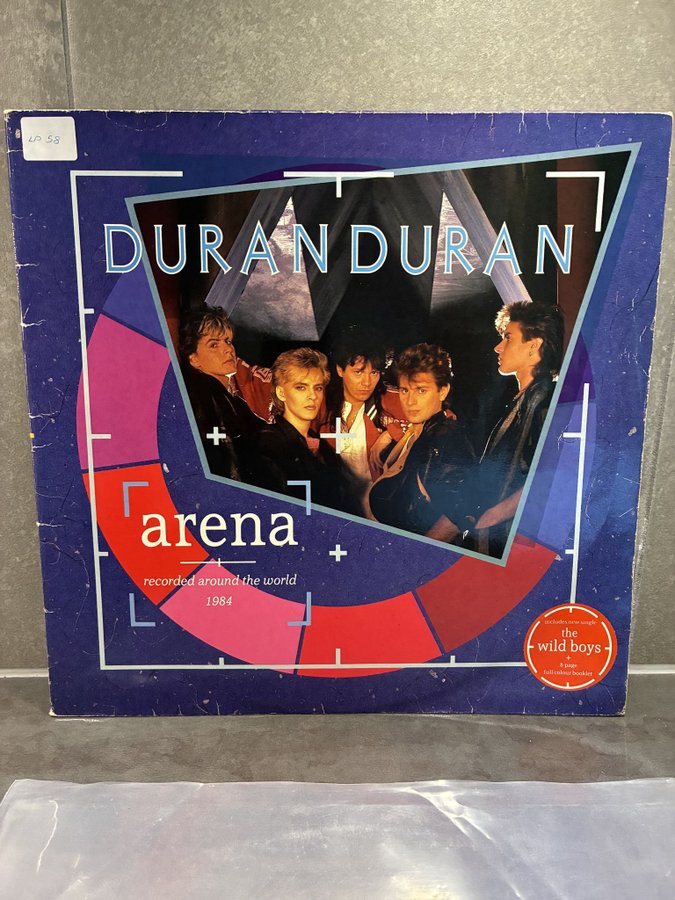 LP 58
DURAN DURAN
arena
recorded around the world
1984
includes new single
the
wild boys
+
8 page
full colour booklet